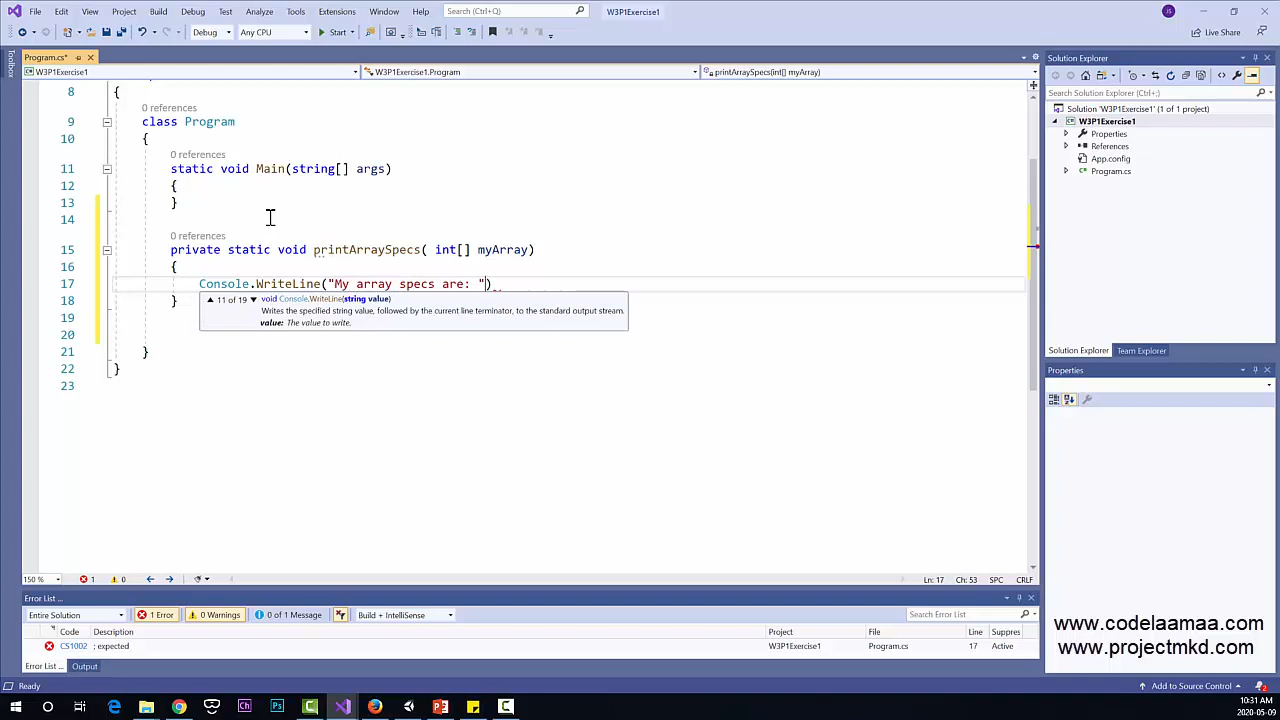 File Edit View Project Build Debug Test Analyze Tools Extensions Window Help Search (Ctrl+Q) W3P1Exercise1 JS
Debug Any CPU Start Live Share
Program.cs*
W3P1Exercise1 W3P1Exercise1.Program printArraySpecs(int[] myArray)
Toolbox
8 {
0 references
9 class Program
10 {
0 references
11 static void Main(string[] args)
12 {
13 }
14
0 references
15 private static void printArraySpecs( int[] myArray)
16 {
17 Console.WriteLine("My array specs are: ")
18 }
11 of 19 void Console.WriteLine(string value)
Writes the specified string value, followed by the current line terminator, to the standard output stream.
value: The value to write.
19
20
21 }
22 }
23
150 % 1 0 Ln: 17 Ch: 53 SPC CRLF
Solution Explorer
Search Solution Explorer (Ctrl+;)
Solution 'W3P1Exercise1' (1 of 1 project)
W3P1Exercise1
Properties
References
App.config
Program.cs
Solution Explorer Team Explorer
Properties
Error List ...
Entire Solution 1 Error 0 Warnings 0 of 1 Message Build + IntelliSense Search Error List
Code Description Project File Line Suppres
CS1002 ; expected W3P1Exercise1 Program.cs 17 Active
Error List ... Output
www.codelaamaa.com
www.projectmkd.com
Ready Add to Source Control 2
Ch Ps
10:31 AM
2020-05-09